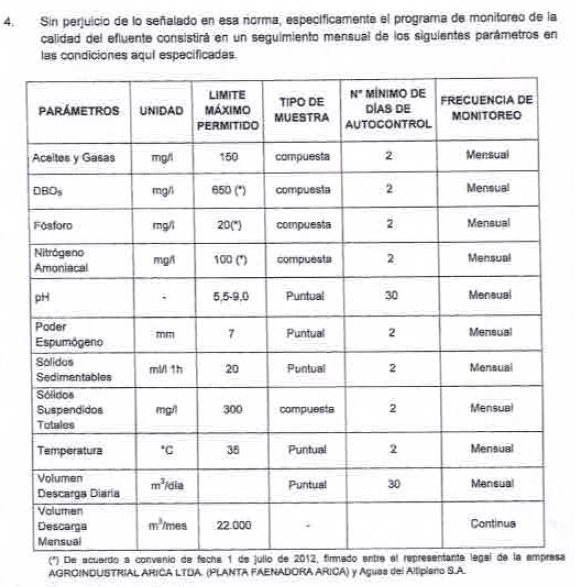 4. Sin perjuicio de lo señalado en esa norma, específicamente el programa de monitoreo de la
calidad del efluente consistirá en un seguimiento mensual de los siguientes parámetros en
las condiciones aquí especificadas.
PARÁMETROS UNIDAD LIMITE MÁXIMO PERMITIDO TIPO DE MUESTRA N° MÍNIMO DE DÍAS DE AUTOCONTROL FRECUENCIA DE MONITOREO
Aceites y Gasas mg/l 150 compuesta 2 Mensual
DBO₅ mg/l 650 (*) compuesta 2 Mensual
Fósforo mg/l 20(*) compuesta 2 Mensual
Nitrógeno Amoniacal mg/l 100 (*) compuesta 2 Mensual
pH - 5,5-9,0 Puntual 30 Mensual
Poder Espumógeno mm 7 Puntual 2 Mensual
Sólidos Sedimentables ml/l 1h 20 Puntual 2 Mensual
Sólidos Suspendidos Totales mg/l 300 compuesta 2 Mensual
Temperatura °C 35 Puntual 2 Mensual
Volumen Descarga Diaria m³/día Puntual 30 Mensual
Volumen Descarga Mensual m³/mes 22.000 - Continua
(*) De acuerdo a convenio de fecha 1 de julio de 2012, firmado entre el representante legal de la empresa
AGROINDUSTRIAL ARICA LTDA. (PLANTA FAENADORA ARICA) y Aguas del Altiplano S.A.